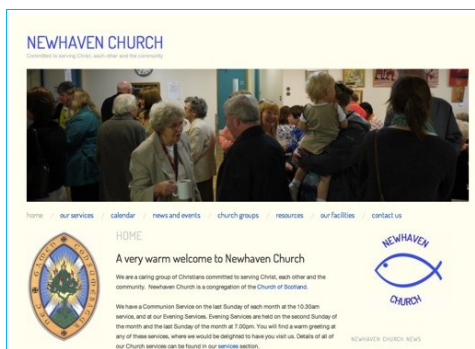 NEWHAVEN CHURCH
Committed to serving Christ, each other and the community
home / our services / calendar / news and events / church groups / resources / our facilities / contact us
HOME
A very warm welcome to Newhaven Church
We are a caring group of Christians committed to serving Christ, each other and the
community. Newhaven Church is a congregation of the Church of Scotland.
We have a Communion Service on the last Sunday of each month at the 10.30am
service, and at our Evening Services. Evening Services are held on the second Sunday of
the month and the last Sunday of the month at 7.00pm. You will find a warm greeting at
any of these services, where we would be delighted to have you visit us. Details of all of
our Church services can be found in our services section.
NEWHAVEN
CHURCH
NEWHAVEN CHURCH NEWS
NEC TAMEN CONSUMEBATUR